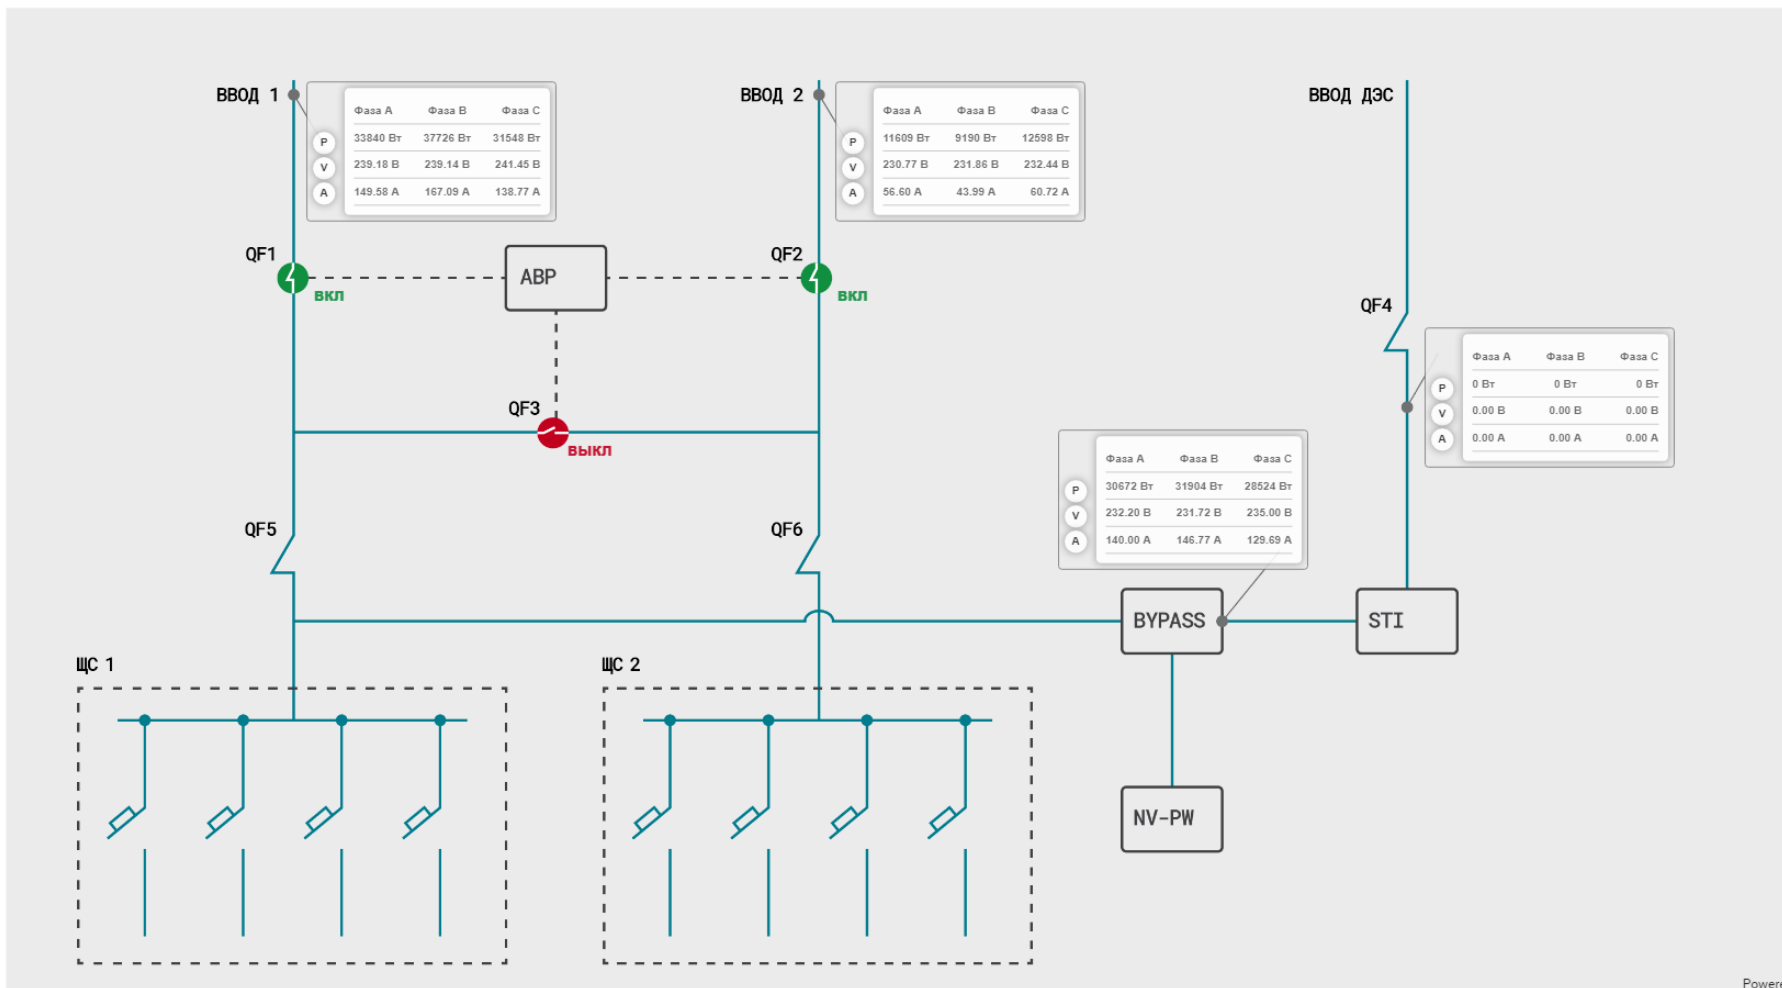 ВВОД 1
Фаза A Фаза B Фаза C
P 33840 Вт 37726 Вт 31548 Вт
V 239.18 В 239.14 В 241.45 В
A 149.58 А 167.09 А 138.77 А
ВВОД 2
Фаза A Фаза B Фаза C
P 11609 Вт 9190 Вт 12598 Вт
V 230.77 В 231.86 В 232.44 В
A 56.60 А 43.99 А 60.72 А
ВВОД ДЭС
QF1
ВКЛ
АВР
QF2
ВКЛ
QF4
Фаза A Фаза B Фаза C
P 0 Вт 0 Вт 0 Вт
V 0.00 В 0.00 В 0.00 В
A 0.00 А 0.00 А 0.00 А
QF3
ВЫКЛ
Фаза A Фаза B Фаза C
P 30672 Вт 31904 Вт 28524 Вт
V 232.20 В 231.72 В 235.00 В
A 140.00 А 146.77 А 129.69 А
QF5
QF6
BYPASS
STI
ЩС 1
ЩС 2
NV-PW
Powere